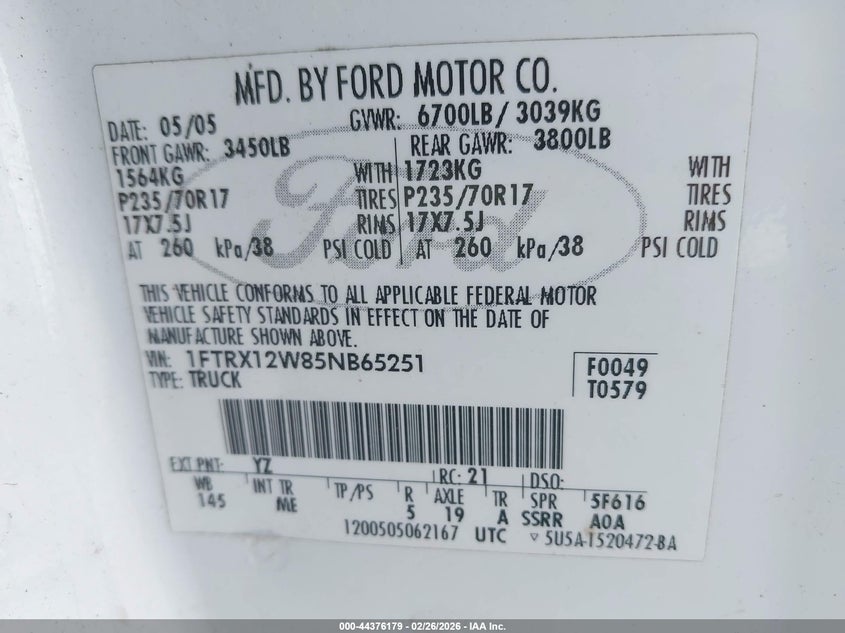 MFD. BY FORD MOTOR CO.
DATE: 05/05 GVWR: 6700LB/ 3039KG
FRONT GAWR: 3450LB REAR GAWR: 3800LB
1564KG WITH 1723KG WITH
P235/70R17 TIRES P235/70R17 TIRES
17X7.5J RIMS 17X7.5J RIMS
AT 260 kPa/38 PSI COLD AT 260 kPa/38 PSI COLD
Ford
THIS VEHICLE CONFORMS TO ALL APPLICABLE FEDERAL MOTOR
VEHICLE SAFETY STANDARDS IN EFFECT ON THE DATE OF
MANUFACTURE SHOWN ABOVE.
VIN: 1FTRX12W85NB65251 F0049
TYPE: TRUCK T0579
EXT PNT: YZ RC: 21 DSO:
WB INT TR TP/PS R AXLE TR SPR 5F616
145 ME 5 19 A SSRR AOA
1200505062167 UTC ▽ 5U5A-1520472-BA
000-44376179 - 02/26/2026 - IAA Inc.